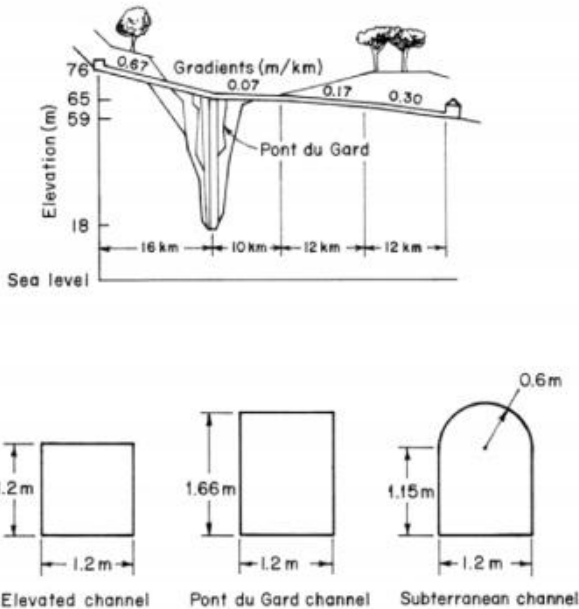 76
0.67
Gradients (m/km)
0.07
0.17
0.30
65
59
Elevation (m)
Pont du Gard
18
16 km
10 km
12 km
12 km
Sea level
0.6m
1.2m
1.66m
1.15m
1.2m
1.2m
1.2m
Elevated channel
Pont du Gard channel
Subterranean channel